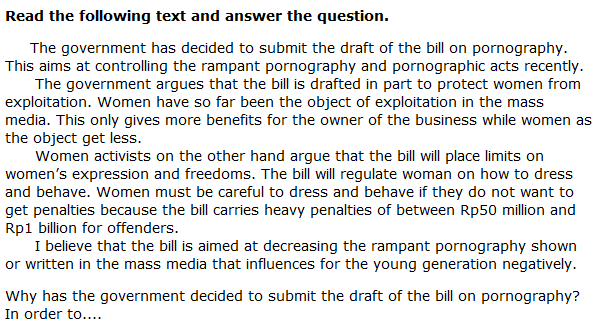 Read the following text and answer the question.
The government has decided to submit the draft of the bill on pornography.
This aims at controlling the rampant pornography and pornographic acts recently.
The government argues that the bill is drafted in part to protect women from
exploitation. Women have so far been the object of exploitation in the mass
media. This only gives more benefits for the owner of the business while women as
the object get less.
Women activists on the other hand argue that the bill will place limits on
women's expression and freedoms. The bill will regulate woman on how to dress
and behave. Women must be careful to dress and behave if they do not want to
get penalties because the bill carries heavy penalties of between Rp50 million and
Rp1 billion for offenders.
I believe that the bill is aimed at decreasing the rampant pornography shown
or written in the mass media that influences for the young generation negatively.
Why has the government decided to submit the draft of the bill on pornography?
In order to....